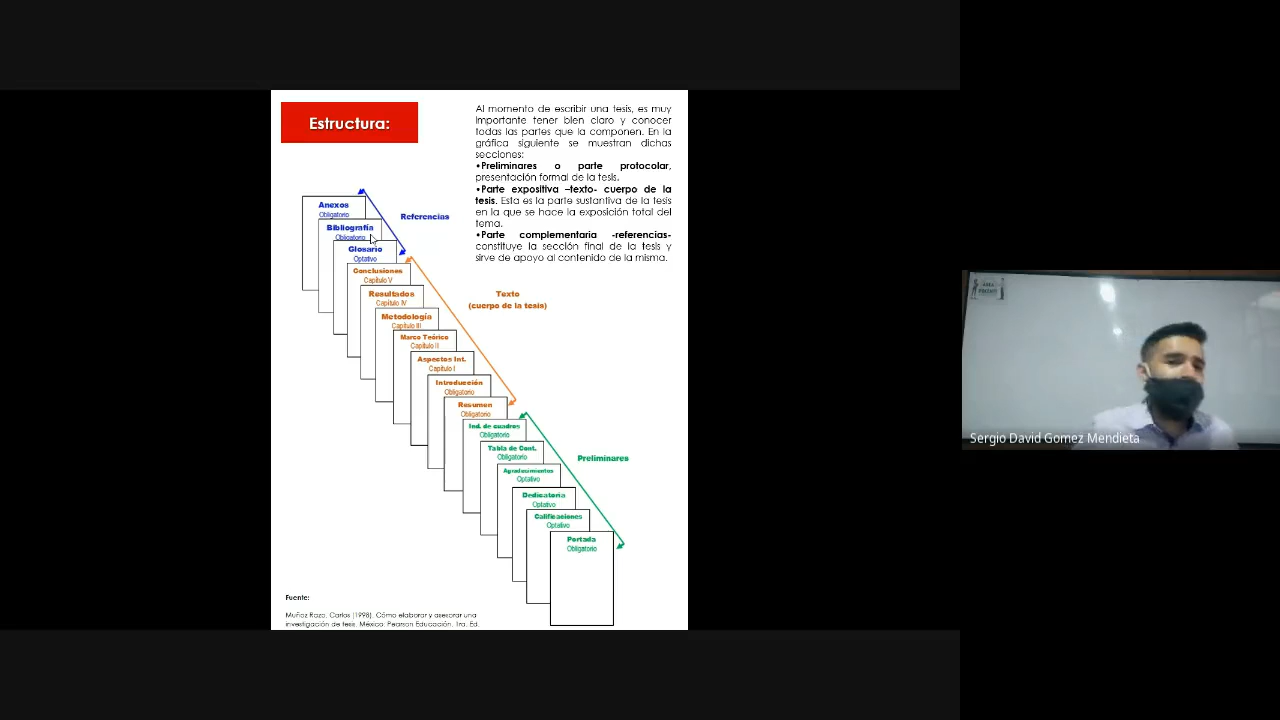 Estructura:
Al momento de escribir una tesis, es muy
importante tener bien claro y conocer
todas las partes que la componen. En la
gráfica siguiente se muestran dichas
secciones:
•Preliminares o parte protocolar,
presentación formal de la tesis.
•Parte expositiva –texto- cuerpo de la
tesis. Esta es la parte sustantiva de la tesis
en la que se hace la exposición total del
tema.
•Parte complementaria -referencias-
constituye la sección final de la tesis y
sirve de apoyo al contenido de la misma.
Anexos
Obligatorio
Referencias
Bibliografía
Obligatorio
Glosario
Optativo
Conclusiones
Capítulo V
Resultados
Capítulo IV
Texto
(cuerpo de la tesis)
Metodología
Capítulo III
Marco Teórico
Capítulo II
Aspectos Int.
Capítulo I
Introducción
Obligatorio
Resumen
Obligatorio
Ind. de cuadros
Obligatorio
Tabla de Cont.
Obligatorio
Preliminares
Agradecimientos
Optativo
Dedicatoria
Optativo
Calificaciones
Optativo
Portada
Obligatorio
Fuente:
Muñoz Razo, Carlos (1998). Cómo elaborar y asesorar una
investigación de tesis. México: Pearson Educación. 1ra. Ed.
Sergio David Gomez Mendieta